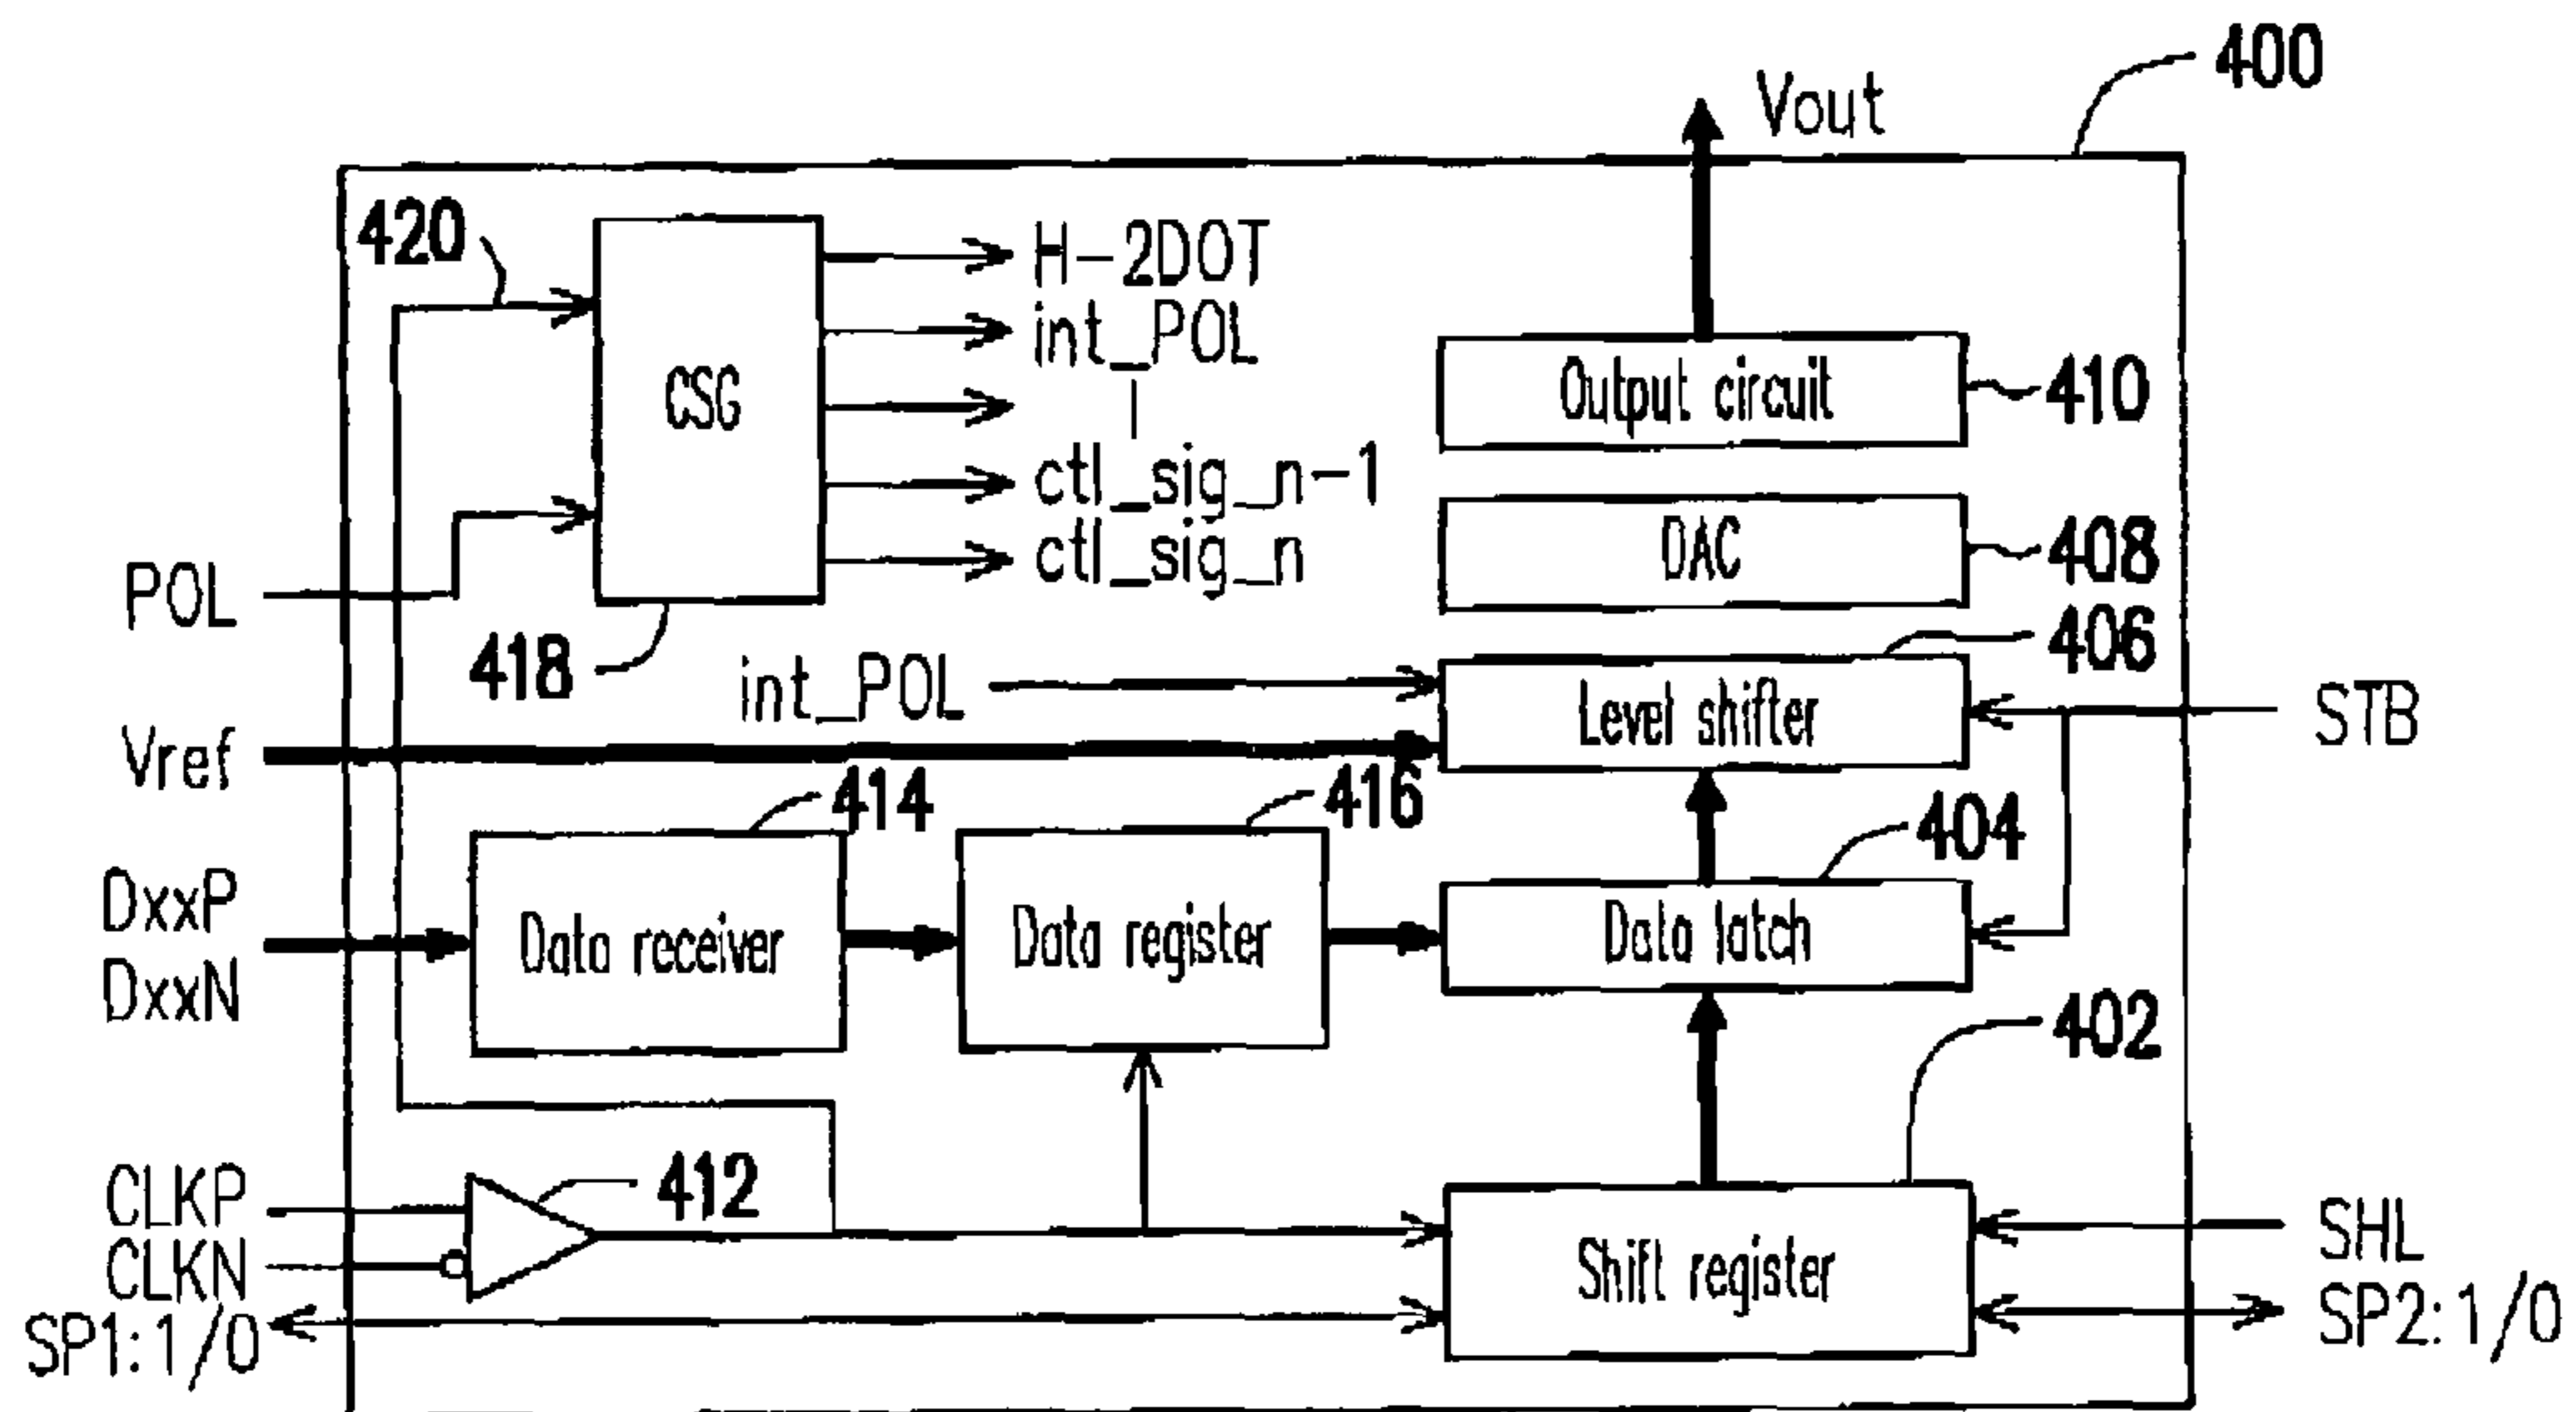 400
Vout
420
H-2DOT
int_POL
CSG
ctl_sig_n-1
ctl_sig_n
Output circuit
410
DAC
408
POL
418
406
int_POL
Level shifter
STB
Vref
414
416
404
DxxP
DxxN
Data receiver
Data register
Data latch
402
CLKP
CLKN
412
SP1:1/0
Shift register
SHL
SP2:1/0